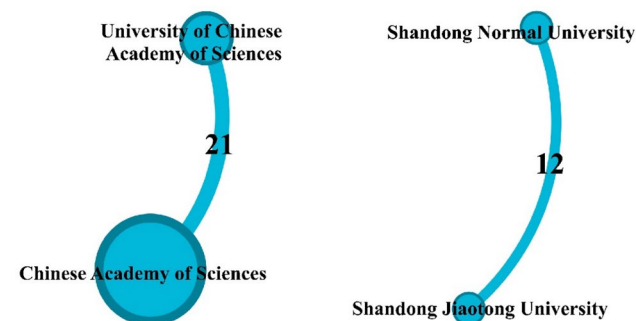 University of Chinese
Academy of Sciences
21
Chinese Academy of Sciences
Shandong Normal University
12
Shandong Jiaotong University